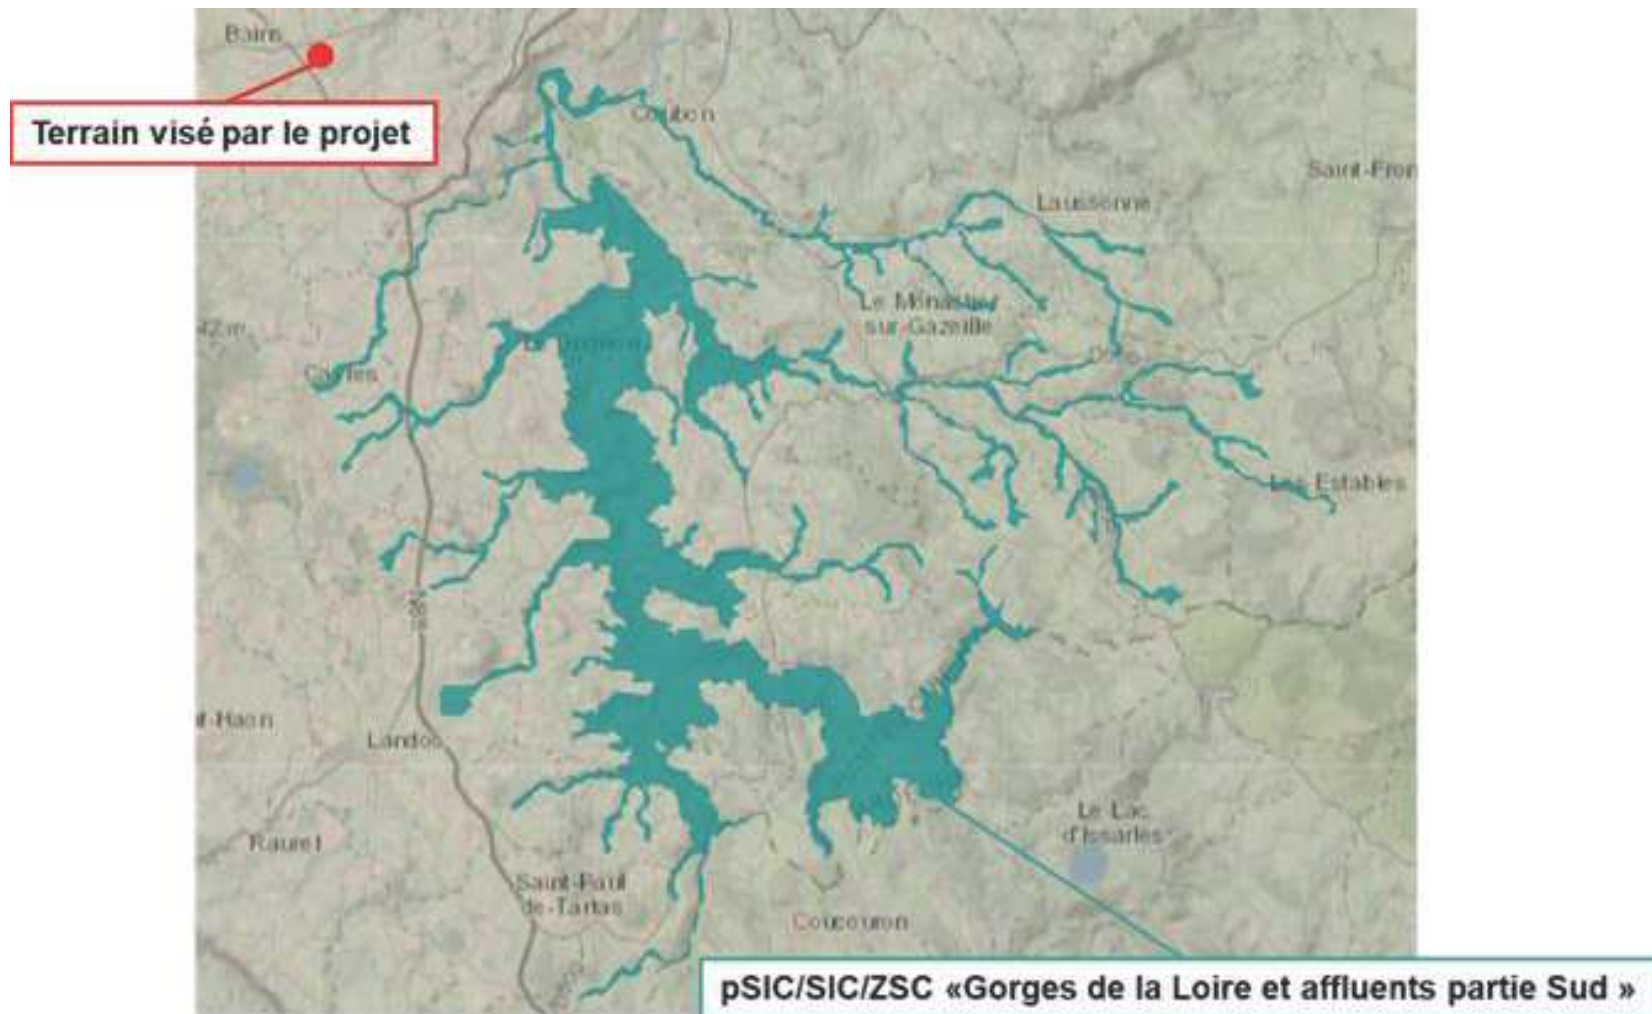 Bains
Terrain visé par le projet
Coubon
Saint-Fron
Laussonne
Le Monastier
sur-Gazeille
Cayres
Les Estables
Landos
Le Lac
d'Issarlès
Rauret
Saint-Paul
de-Tartas
Coucouron
pSIC/SIC/ZSC «Gorges de la Loire et affluents partie Sud »